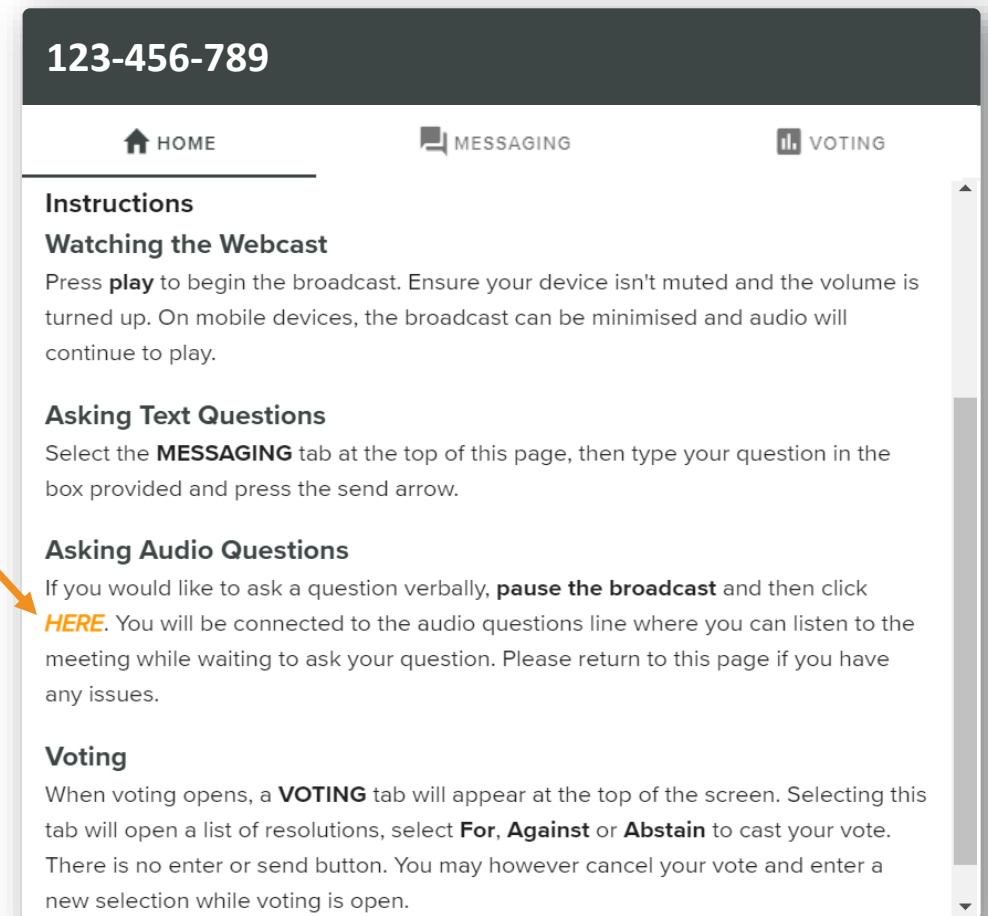 123-456-789
HOME
MESSAGING
VOTING
Instructions
Watching the Webcast
Press play to begin the broadcast. Ensure your device isn't muted and the volume is
turned up. On mobile devices, the broadcast can be minimised and audio will
continue to play.
Asking Text Questions
Select the MESSAGING tab at the top of this page, then type your question in the
box provided and press the send arrow.
Asking Audio Questions
If you would like to ask a question verbally, pause the broadcast and then click
HERE. You will be connected to the audio questions line where you can listen to the
meeting while waiting to ask your question. Please return to this page if you have
any issues.
Voting
When voting opens, a VOTING tab will appear at the top of the screen. Selecting this
tab will open a list of resolutions, select For, Against or Abstain to cast your vote.
There is no enter or send button. You may however cancel your vote and enter a
new selection while voting is open.